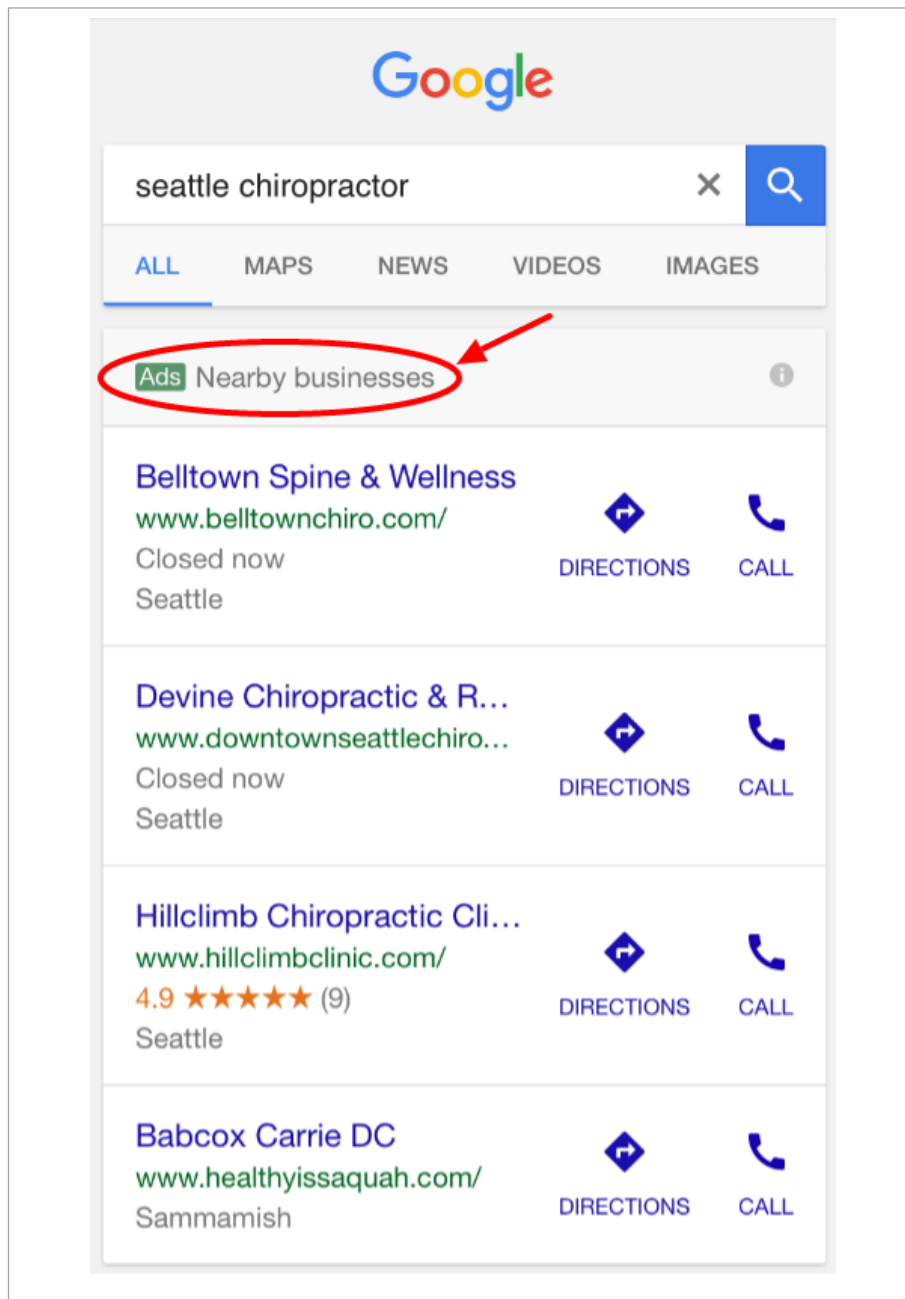 Google
seattle chiropractor
ALL MAPS NEWS VIDEOS IMAGES
Ads Nearby businesses
Belltown Spine & Wellness
www.belltownchiro.com/
Closed now
Seattle
DIRECTIONS CALL
Devine Chiropractic & R...
www.downtownseattlechiro...
Closed now
Seattle
DIRECTIONS CALL
Hillclimb Chiropractic Cli...
www.hillclimbclinic.com/
4.9 ★★★★★ (9)
Seattle
DIRECTIONS CALL
Babcox Carrie DC
www.healthyissaquah.com/
Sammamish
DIRECTIONS CALL